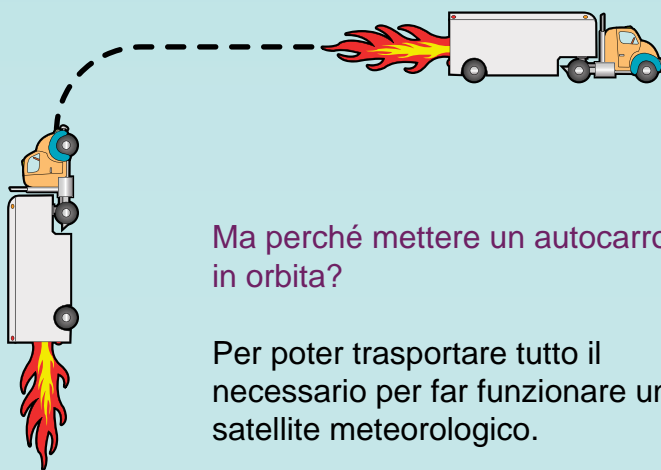 Ma perché mettere un autocarro
in orbita?
Per poter trasportare tutto il
necessario per far funzionare un
satellite meteorologico.